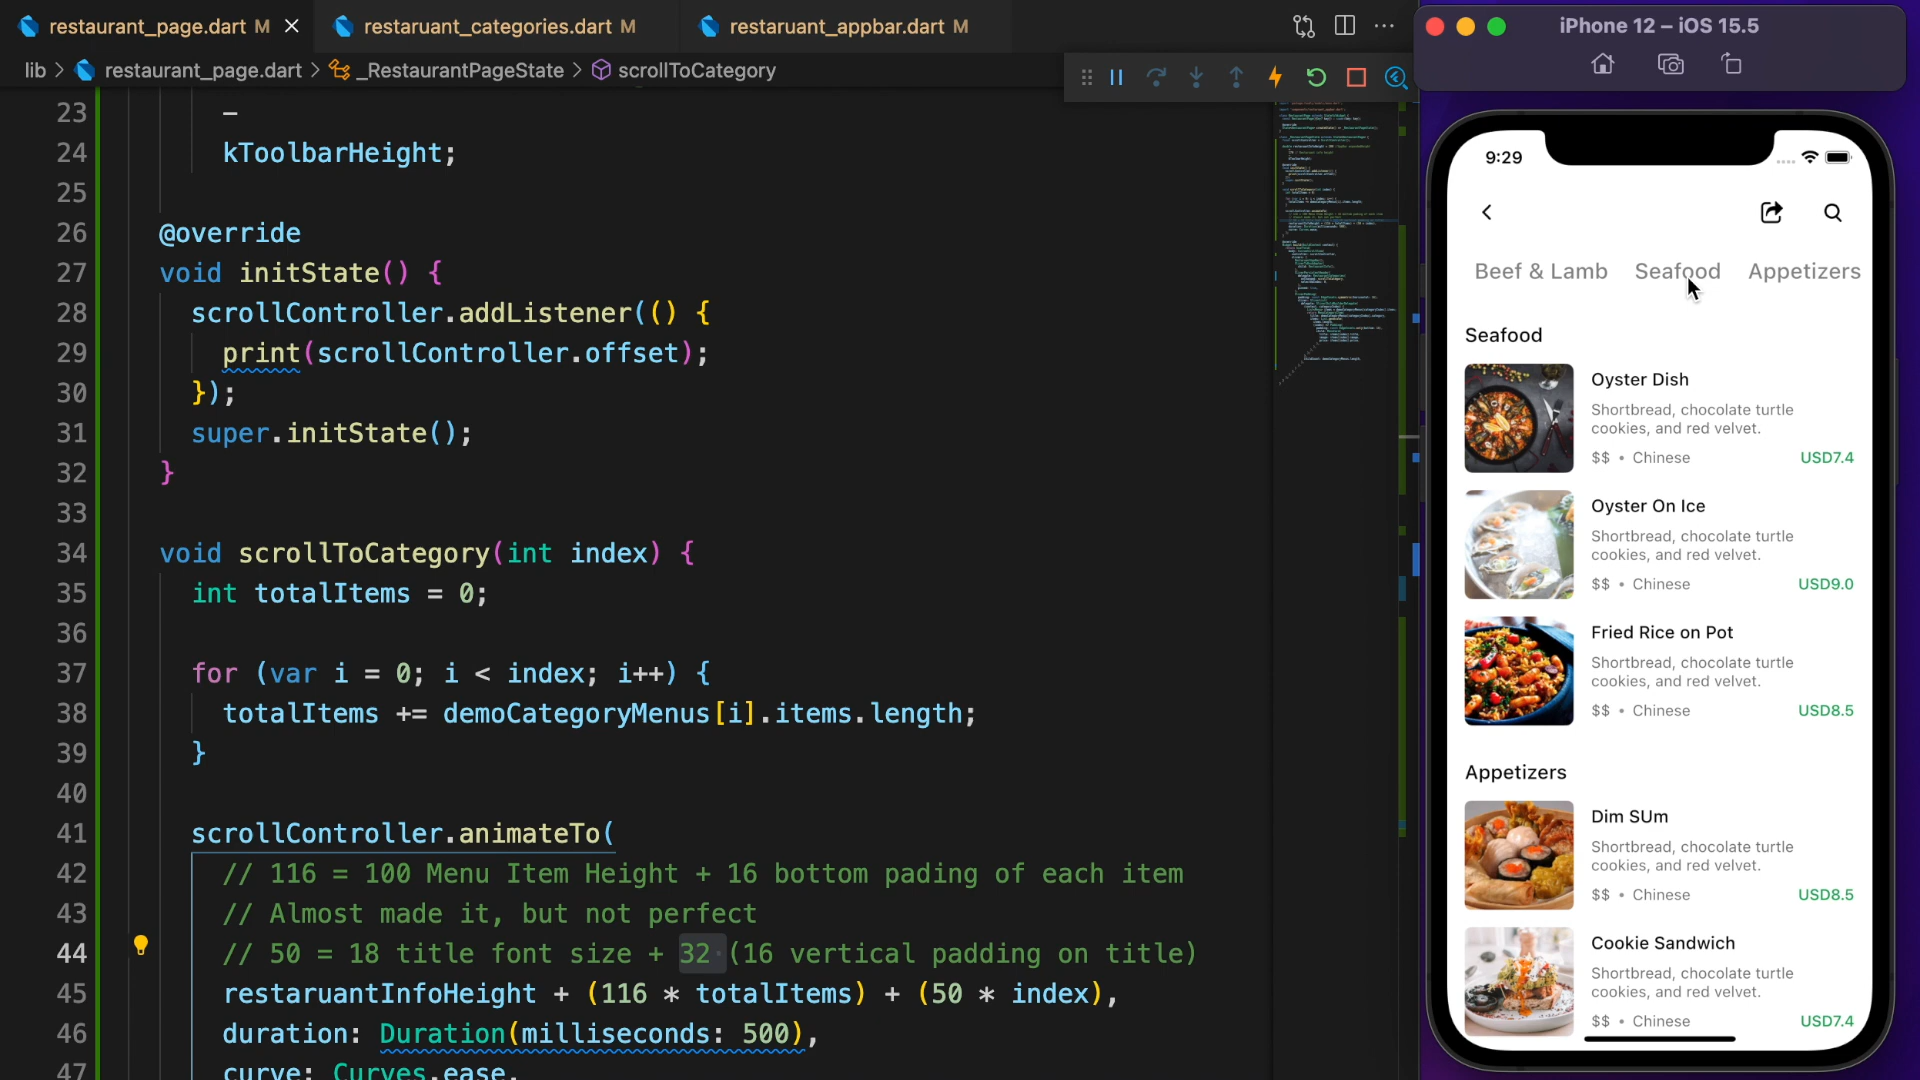 restaurant_page.dart M
restaruant_categories.dart M
restaruant_appbar.dart M
lib > restaurant_page.dart > _RestaurantPageState > scrollToCategory
23 —
24 kToolbarHeight;
25
26 @override
27 void initState() {
28 scrollController.addListener(() {
29 print(scrollController.offset);
30 });
31 super.initState();
32 }
33
34 void scrollToCategory(int index) {
35 int totalItems = 0;
36
37 for (var i = 0; i < index; i++) {
38 totalItems += demoCategoryMenus[i].items.length;
39 }
40
41 scrollController.animateTo(
42 // 116 = 100 Menu Item Height + 16 bottom pading of each item
43 // Almost made it, but not perfect
44 // 50 = 18 title font size + 32 (16 vertical padding on title)
45 restaruantInfoHeight + (116 * totalItems) + (50 * index),
46 duration: Duration(milliseconds: 500),
47 curve: Curves.ease,
iPhone 12 – iOS 15.5
9:29
Beef & Lamb Seafood Appetizers
Seafood
Oyster Dish
Shortbread, chocolate turtle
cookies, and red velvet.
$$ • Chinese USD7.4
Oyster On Ice
Shortbread, chocolate turtle
cookies, and red velvet.
$$ • Chinese USD9.0
Fried Rice on Pot
Shortbread, chocolate turtle
cookies, and red velvet.
$$ • Chinese USD8.5
Appetizers
Dim SUm
Shortbread, chocolate turtle
cookies, and red velvet.
$$ • Chinese USD8.5
Cookie Sandwich
Shortbread, chocolate turtle
cookies, and red velvet.
$$ • Chinese USD7.4